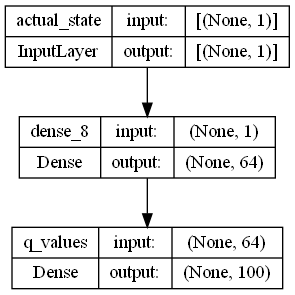 actual_state input: [(None, 1)]
InputLayer output: [(None, 1)]
dense_8 input: (None, 1)
Dense output: (None, 64)
q_values input: (None, 64)
Dense output: (None, 100)